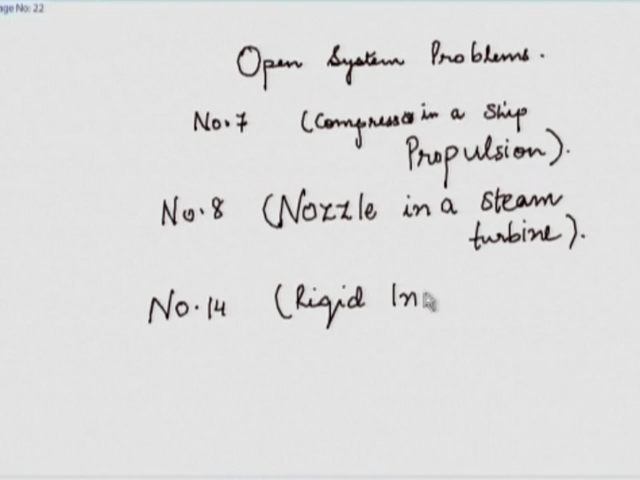 age No: 22
Open System Problems.
No.7 (Compressor in a Ship
Propulsion).
No.8 (Nozzle in a steam
turbine).
No.14 (Rigid In